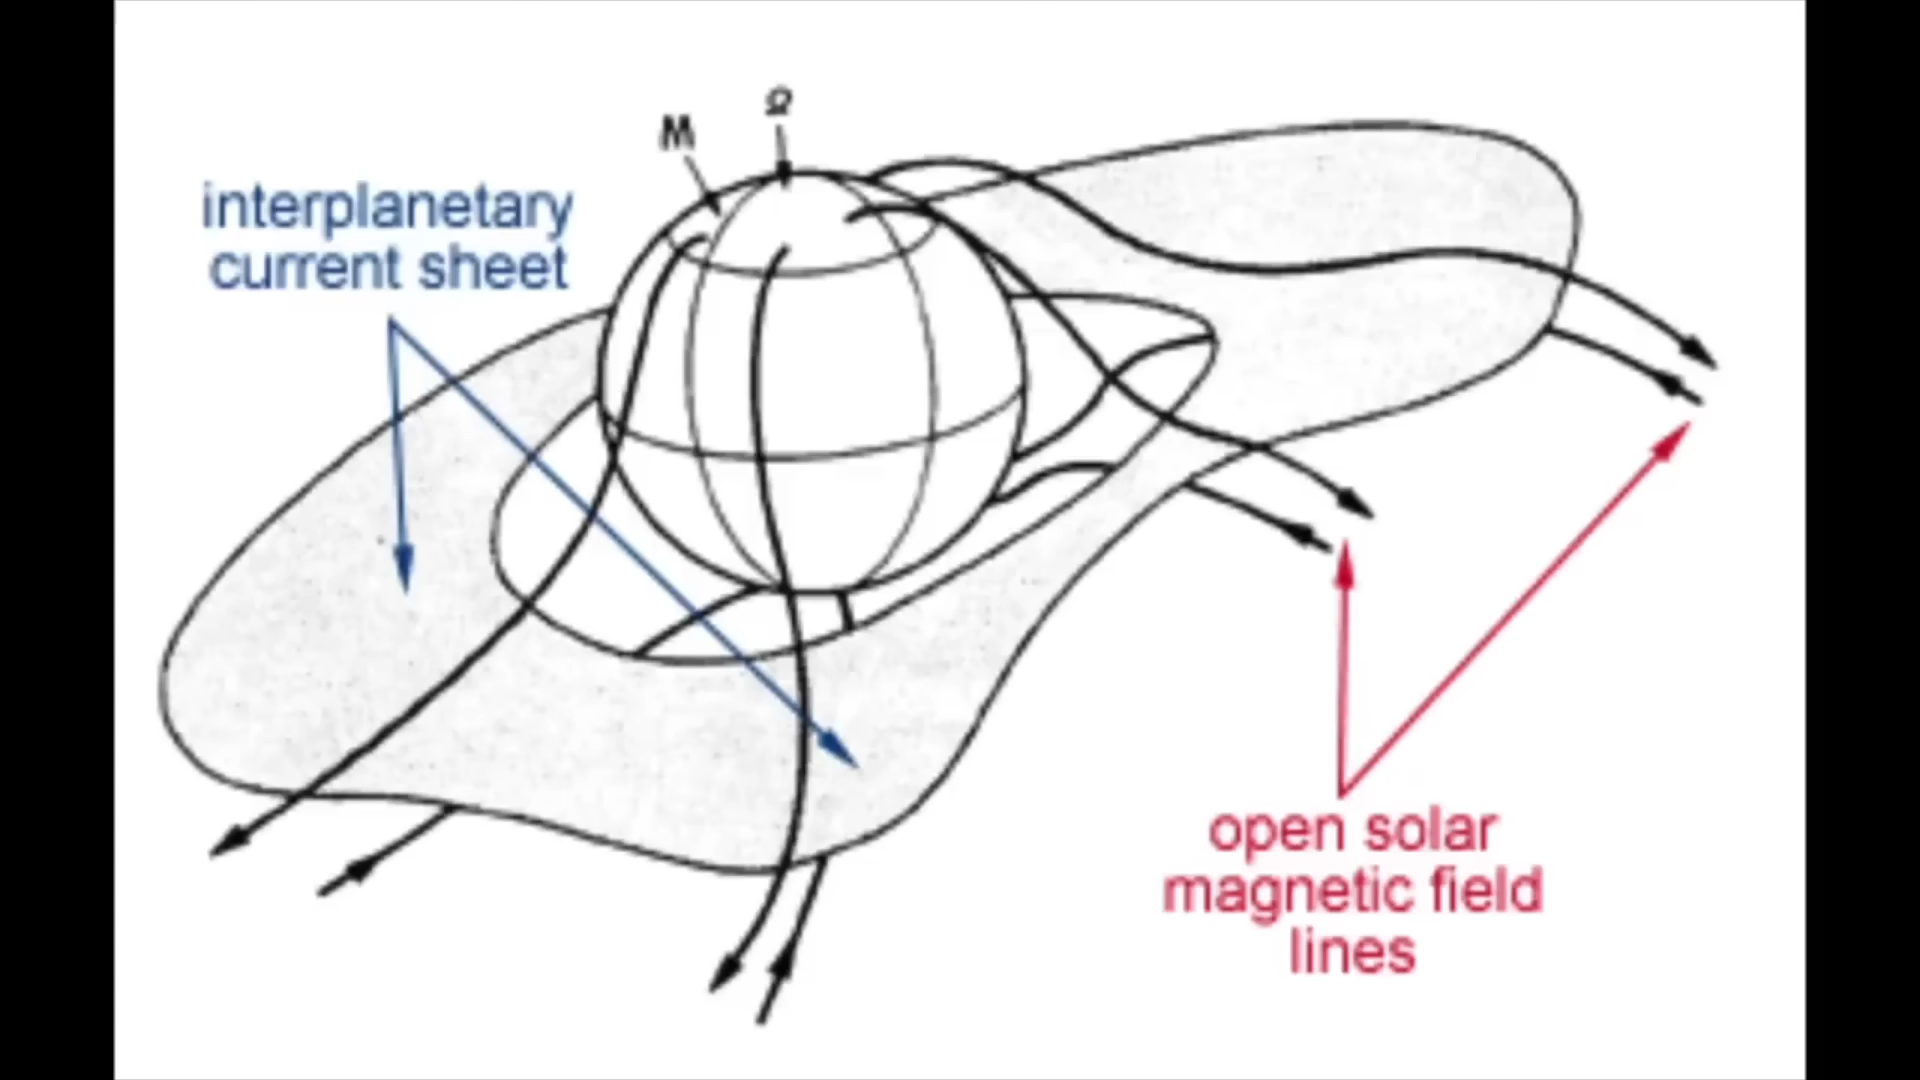 Ω
M
interplanetary
current sheet
open solar
magnetic field
lines